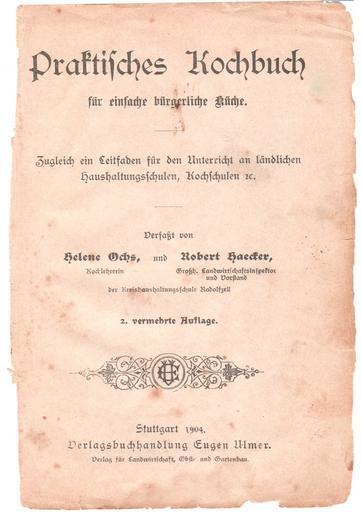 Praktisches Kochbuch
für einfache bürgerliche Küche.
Zugleich ein Leitfaden für den Unterricht an ländlichen
Haushaltungsschulen, Kochschulen ꝛc.
Verfaßt von
Helene Ochs, und Robert Haecker,
Kochlehrerin Großh. Landwirtschaftsinspektor
und Vorstand
der Kreishaushaltungsschule Radolfzell
2. vermehrte Auflage.
Stuttgart 1904.
Verlagsbuchhandlung Eugen Ulmer.
Verlag für Landwirtschaft, Obst- und Gartenbau.